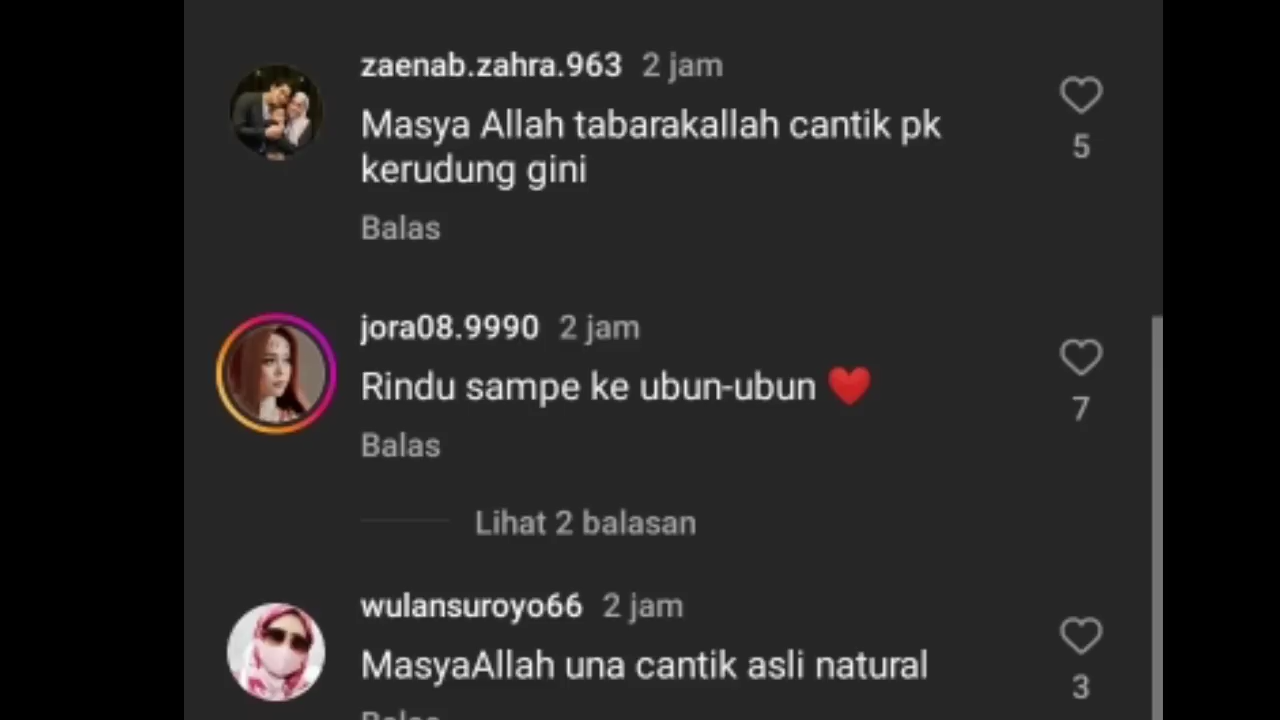 zaenab.zahra.963 2 jam
Masya Allah tabarakallah cantik pk
kerudung gini
5
Balas
jora08.9990 2 jam
Rindu sampe ke ubun-ubun ❤️
7
Balas
Lihat 2 balasan
wulansuroyo66 2 jam
MasyaAllah una cantik asli natural
3
Balas